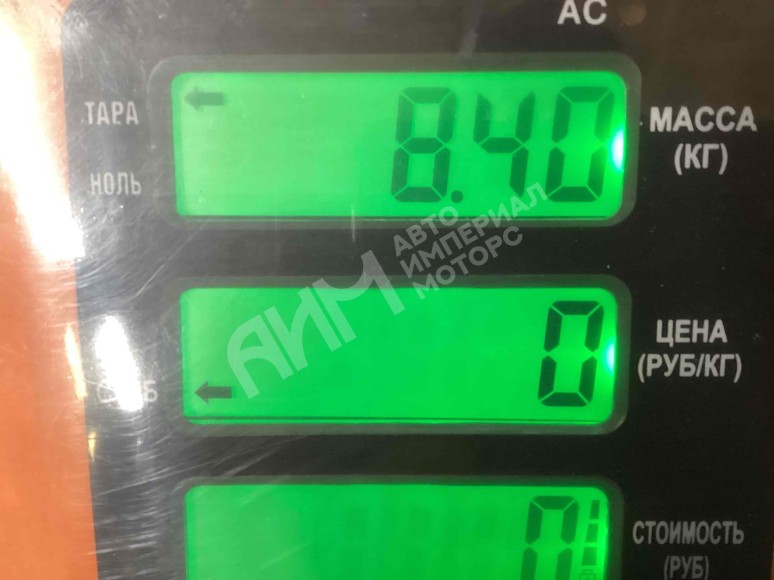 АС
ТАРА
8.40
МАССА
(КГ)
НОЛЬ
АИМ
АВТО
ИМПЕРИАЛ
МОТОРС
0
ЦЕНА
(РУБ/КГ)
0
СТОИМОСТЬ
(РУБ)